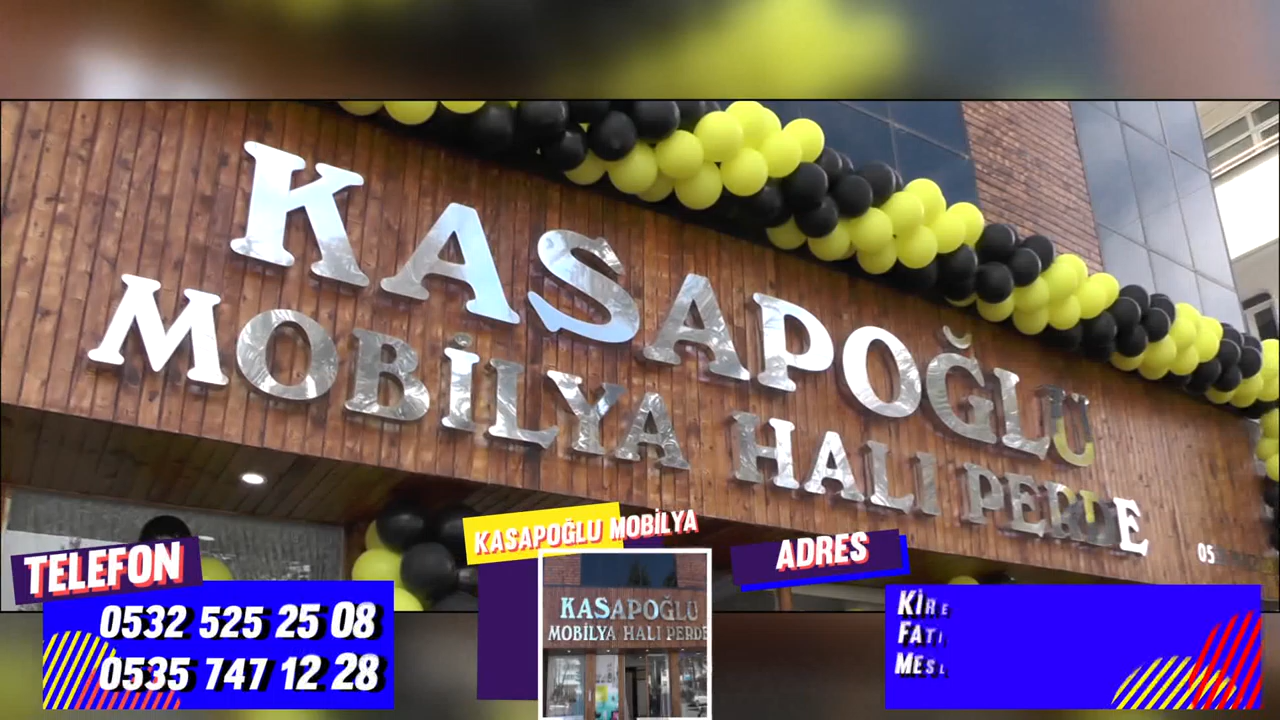 KASAPOĞLU
MOBİLYA HALI PERDE
05
TELEFON
0532 525 25 08
0535 747 12 28
KASAPOĞLU MOBİLYA
KASAPOĞLU
MOBİLYA HALI PERDE
ADRES